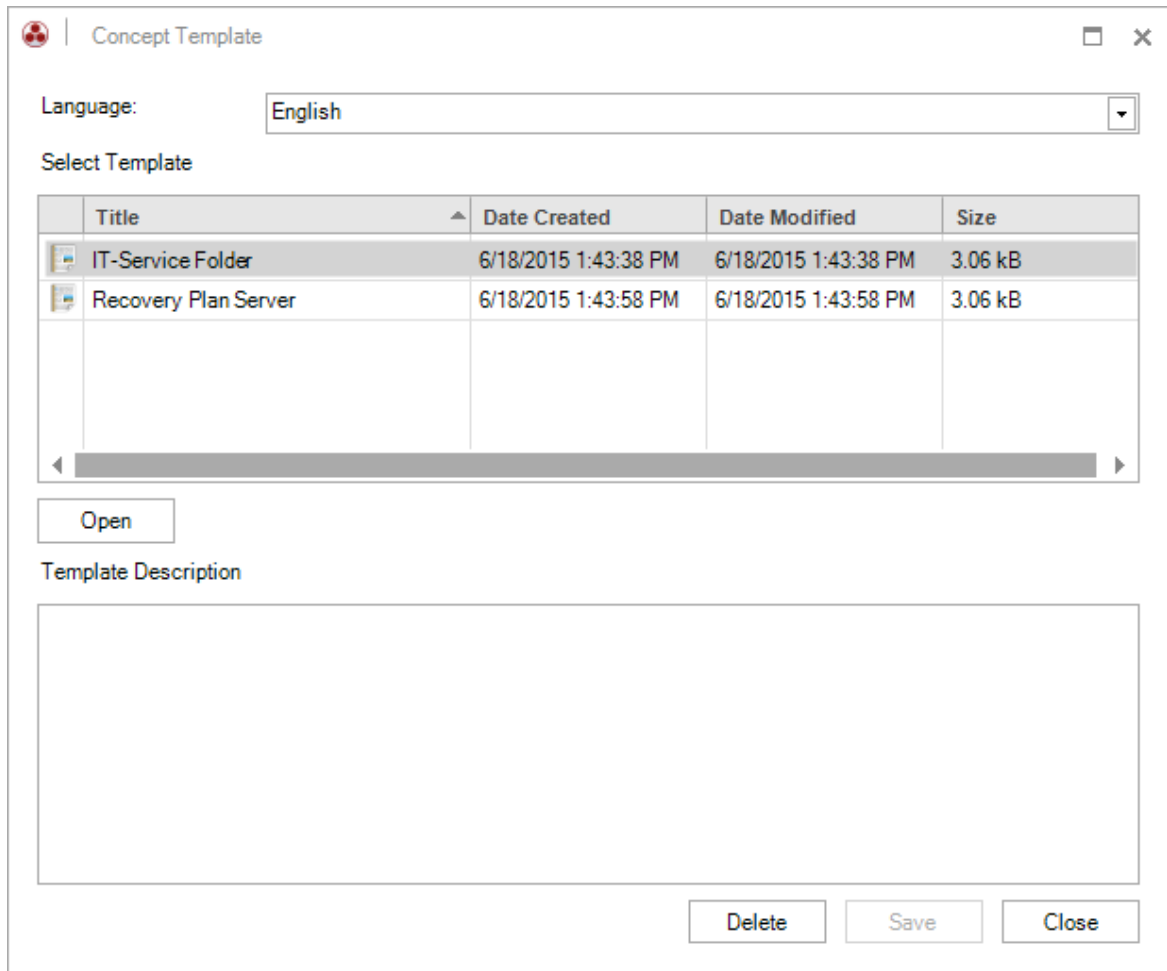 Concept Template
Language: English
Select Template
Title Date Created Date Modified Size
IT-Service Folder 6/18/2015 1:43:38 PM 6/18/2015 1:43:38 PM 3.06 kB
Recovery Plan Server 6/18/2015 1:43:58 PM 6/18/2015 1:43:58 PM 3.06 kB
Open
Template Description
Delete Save Close